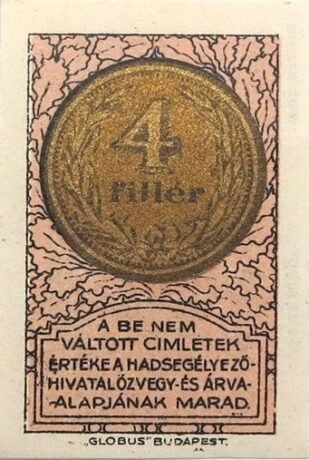 4
fillér
A BE NEM
VÁLTOTT CIMLETEK
ÉRTÉKE A HADSEGÉLYEZŐ-
HIVATAL ÖZVEGY-ÉS ÁRVA-
ALAPJÁNAK MARAD.
„GLOBUS" BUDAPEST.